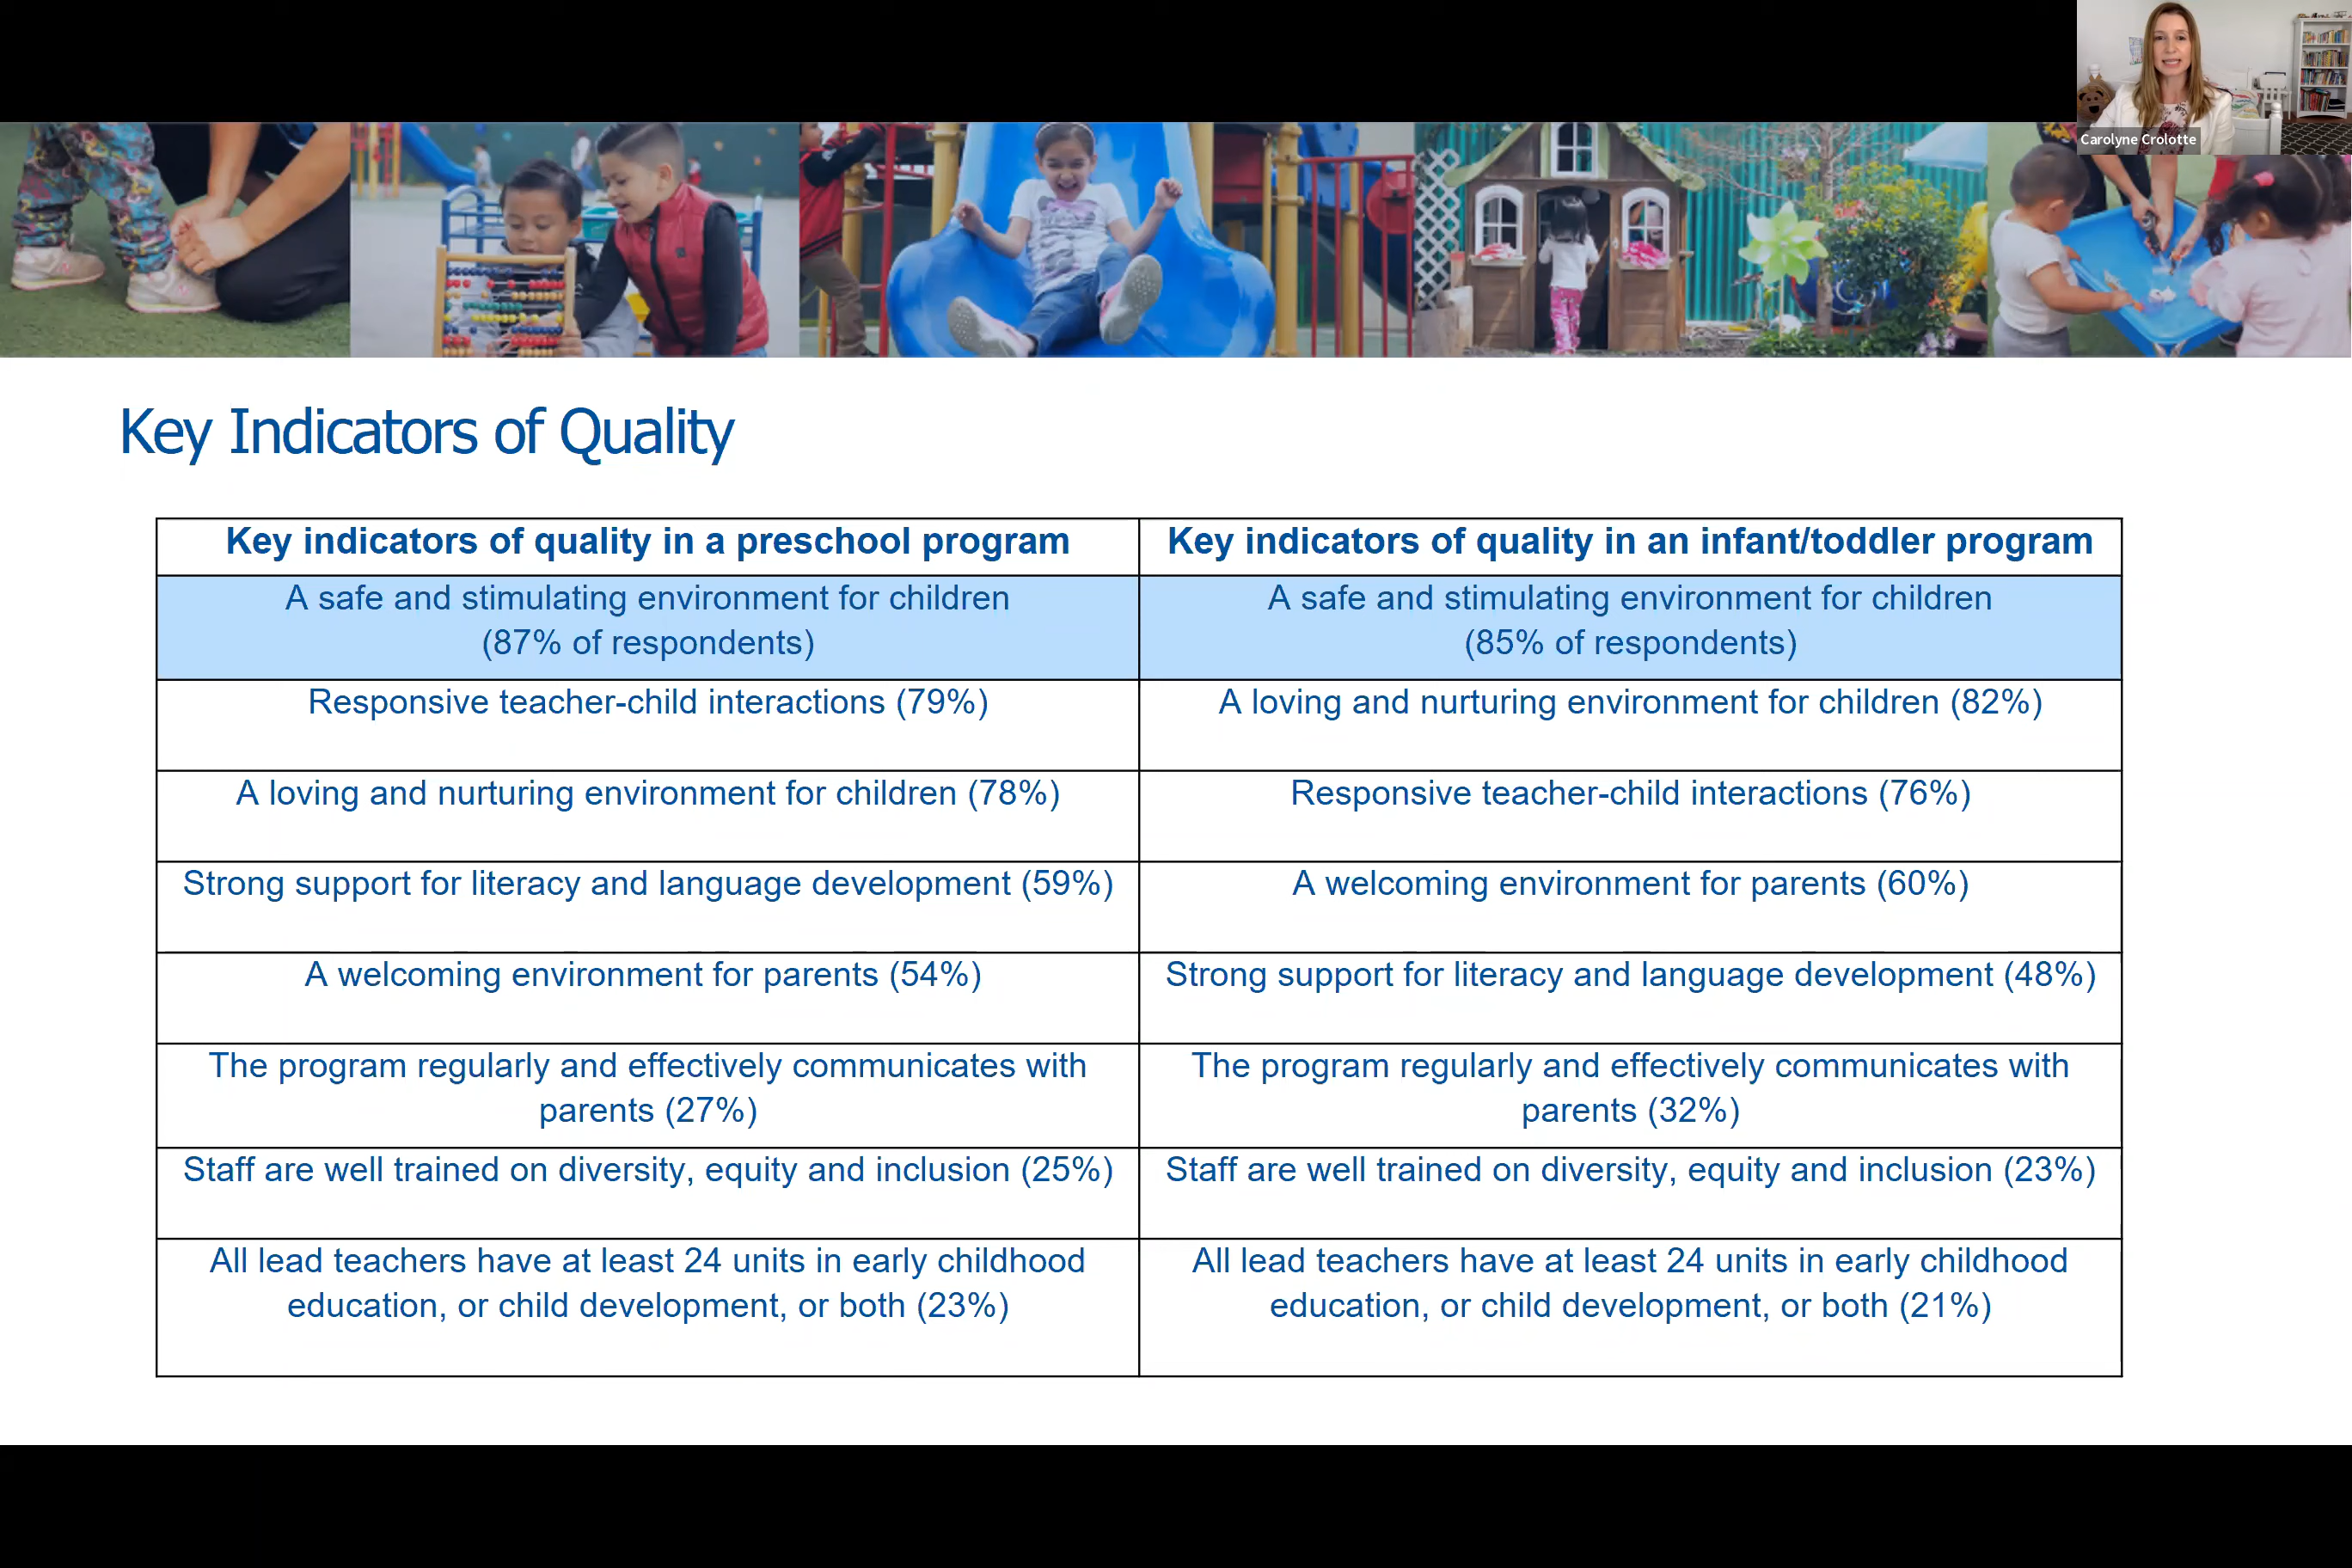 Carolyne Crolotte
Key Indicators of Quality
Key indicators of quality in a preschool program
Key indicators of quality in an infant/toddler program
A safe and stimulating environment for children
(87% of respondents)
A safe and stimulating environment for children
(85% of respondents)
Responsive teacher-child interactions (79%)
A loving and nurturing environment for children (82%)
A loving and nurturing environment for children (78%)
Responsive teacher-child interactions (76%)
Strong support for literacy and language development (59%)
A welcoming environment for parents (60%)
A welcoming environment for parents (54%)
Strong support for literacy and language development (48%)
The program regularly and effectively communicates with
parents (27%)
The program regularly and effectively communicates with
parents (32%)
Staff are well trained on diversity, equity and inclusion (25%)
Staff are well trained on diversity, equity and inclusion (23%)
All lead teachers have at least 24 units in early childhood
education, or child development, or both (23%)
All lead teachers have at least 24 units in early childhood
education, or child development, or both (21%)